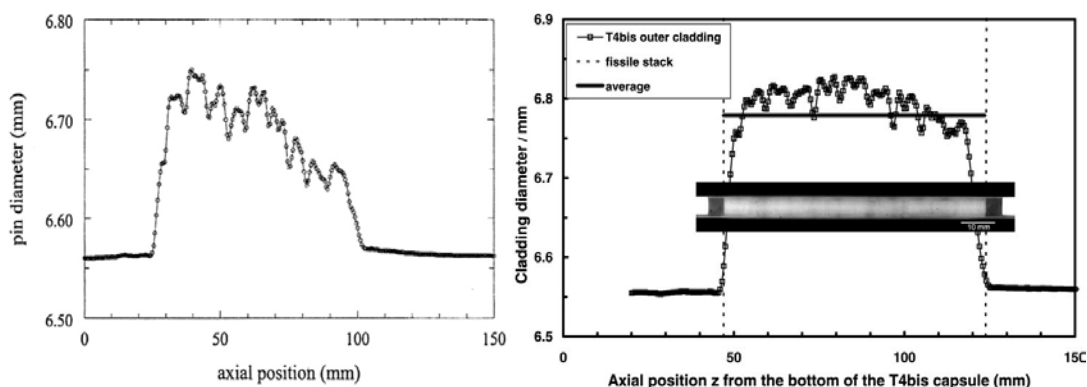 6.80
6.70
6.60
6.50
pin diameter (mm)
0
50
100
150
axial position (mm)
6.9
6.8
6.7
6.6
6.5
Cladding diameter / mm
T4bis outer cladding
fissile stack
average
10 mm
0
50
100
150
Axial position z from the bottom of the T4bis capsule (mm)